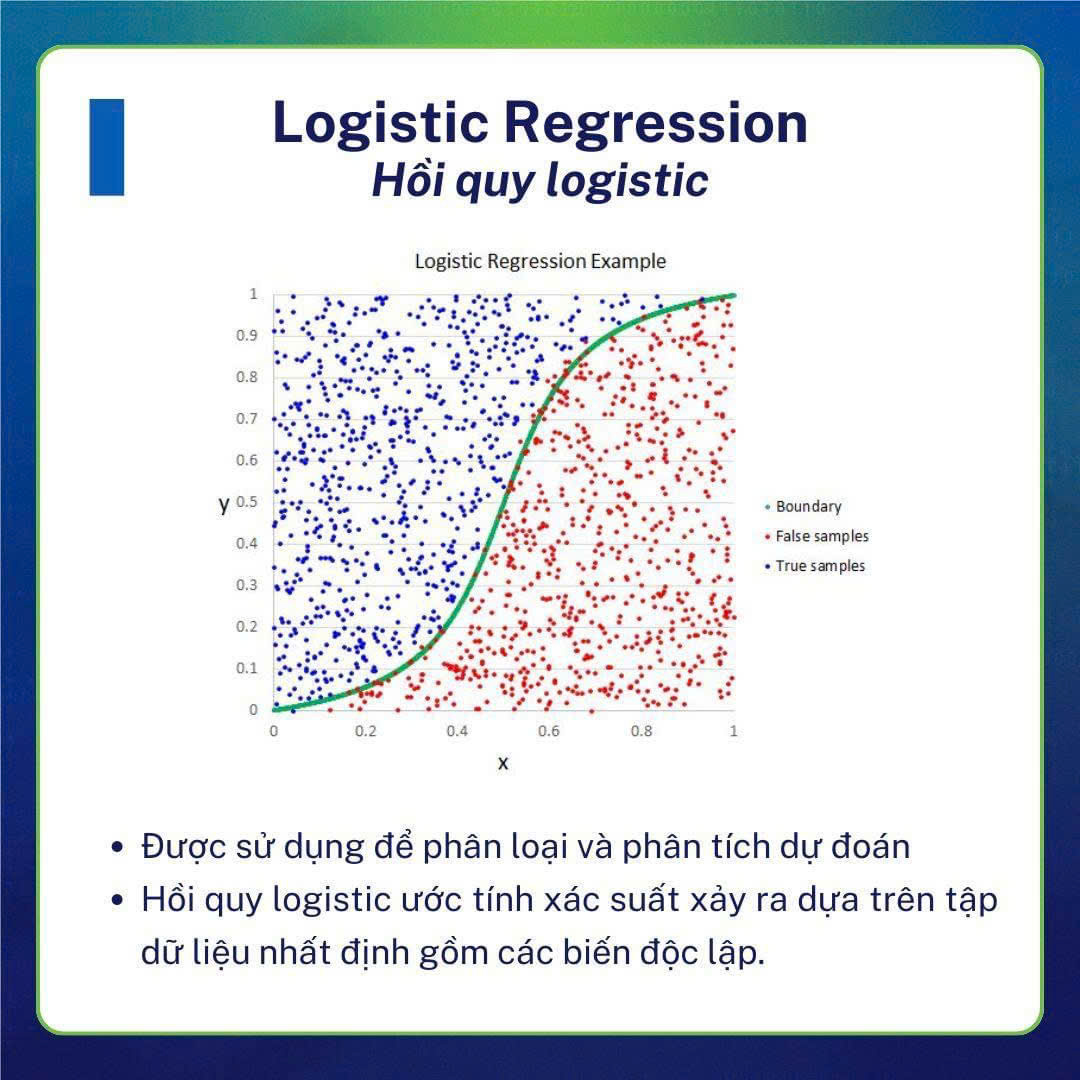 Logistic Regression
Hồi quy logistic
Logistic Regression Example
1
0.9
0.8
0.7
0.6
y 0.5
0.4
0.3
0.2
0.1
0
0 0.2 0.4 0.6 0.8 1
x
Boundary
False samples
True samples
• Được sử dụng để phân loại và phân tích dự đoán
• Hồi quy logistic ước tính xác suất xảy ra dựa trên tập
dữ liệu nhất định gồm các biến độc lập.